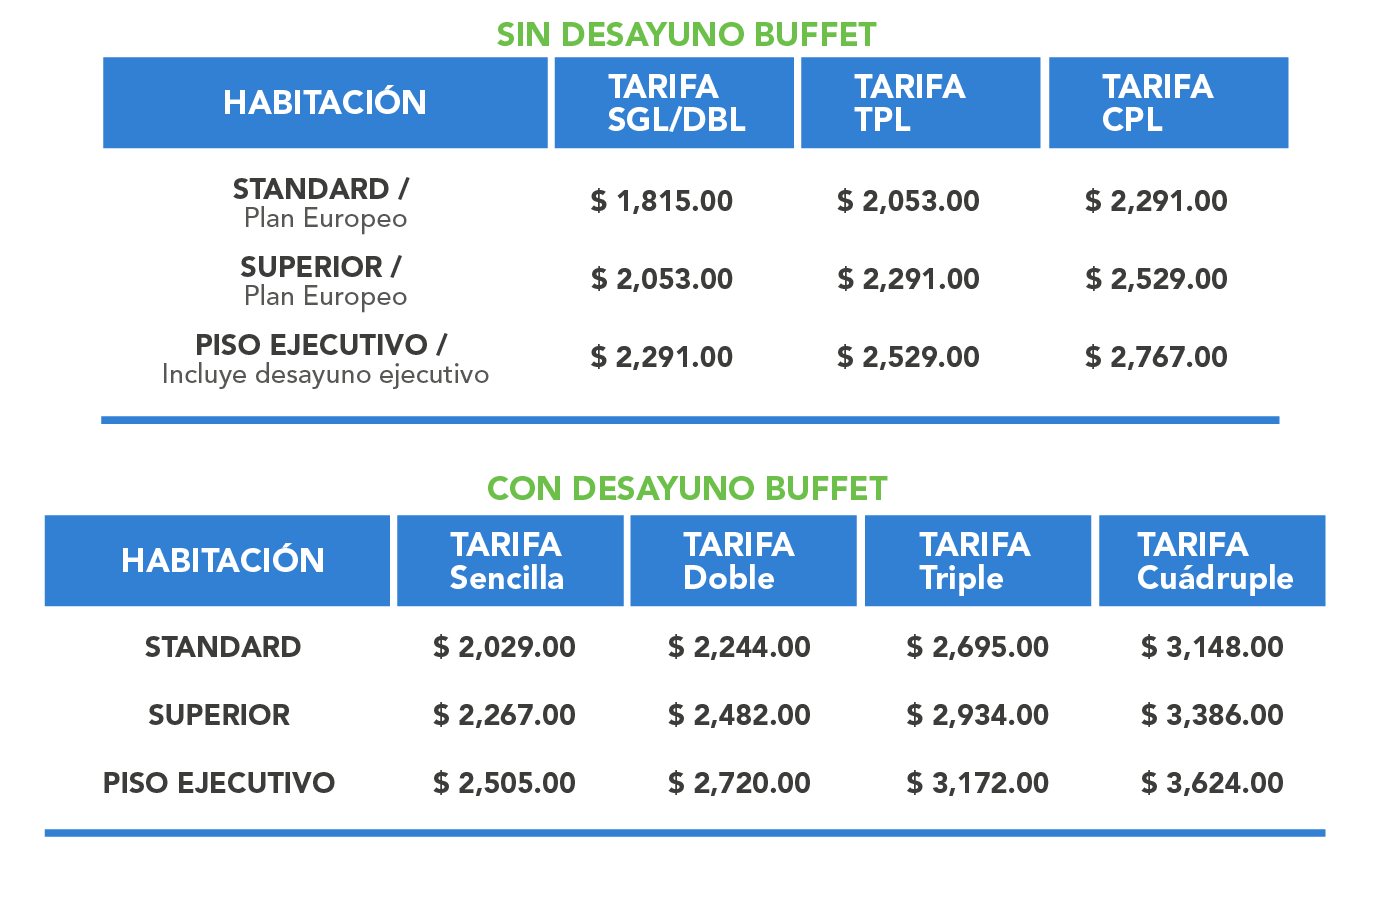 SIN DESAYUNO BUFFET
HABITACIÓN
TARIFA
SGL/DBL
TARIFA
TPL
TARIFA
CPL
STANDARD /
Plan Europeo
$ 1,815.00
$ 2,053.00
$ 2,291.00
SUPERIOR /
Plan Europeo
$ 2,053.00
$ 2,291.00
$ 2,529.00
PISO EJECUTIVO /
Incluye desayuno ejecutivo
$ 2,291.00
$ 2,529.00
$ 2,767.00
CON DESAYUNO BUFFET
HABITACIÓN
TARIFA
Sencilla
TARIFA
Doble
TARIFA
Triple
TARIFA
Cuádruple
STANDARD
$ 2,029.00
$ 2,244.00
$ 2,695.00
$ 3,148.00
SUPERIOR
$ 2,267.00
$ 2,482.00
$ 2,934.00
$ 3,386.00
PISO EJECUTIVO
$ 2,505.00
$ 2,720.00
$ 3,172.00
$ 3,624.00